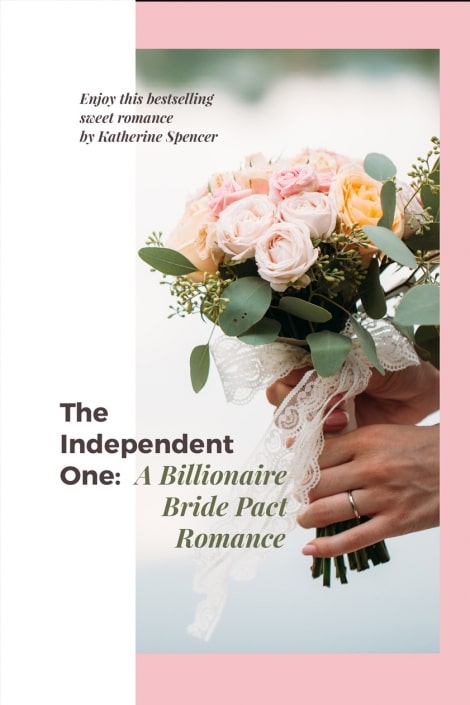 Enjoy this bestselling
sweet romance
by Katherine Spencer
The
Independent
One: A Billionaire
Bride Pact
Romance